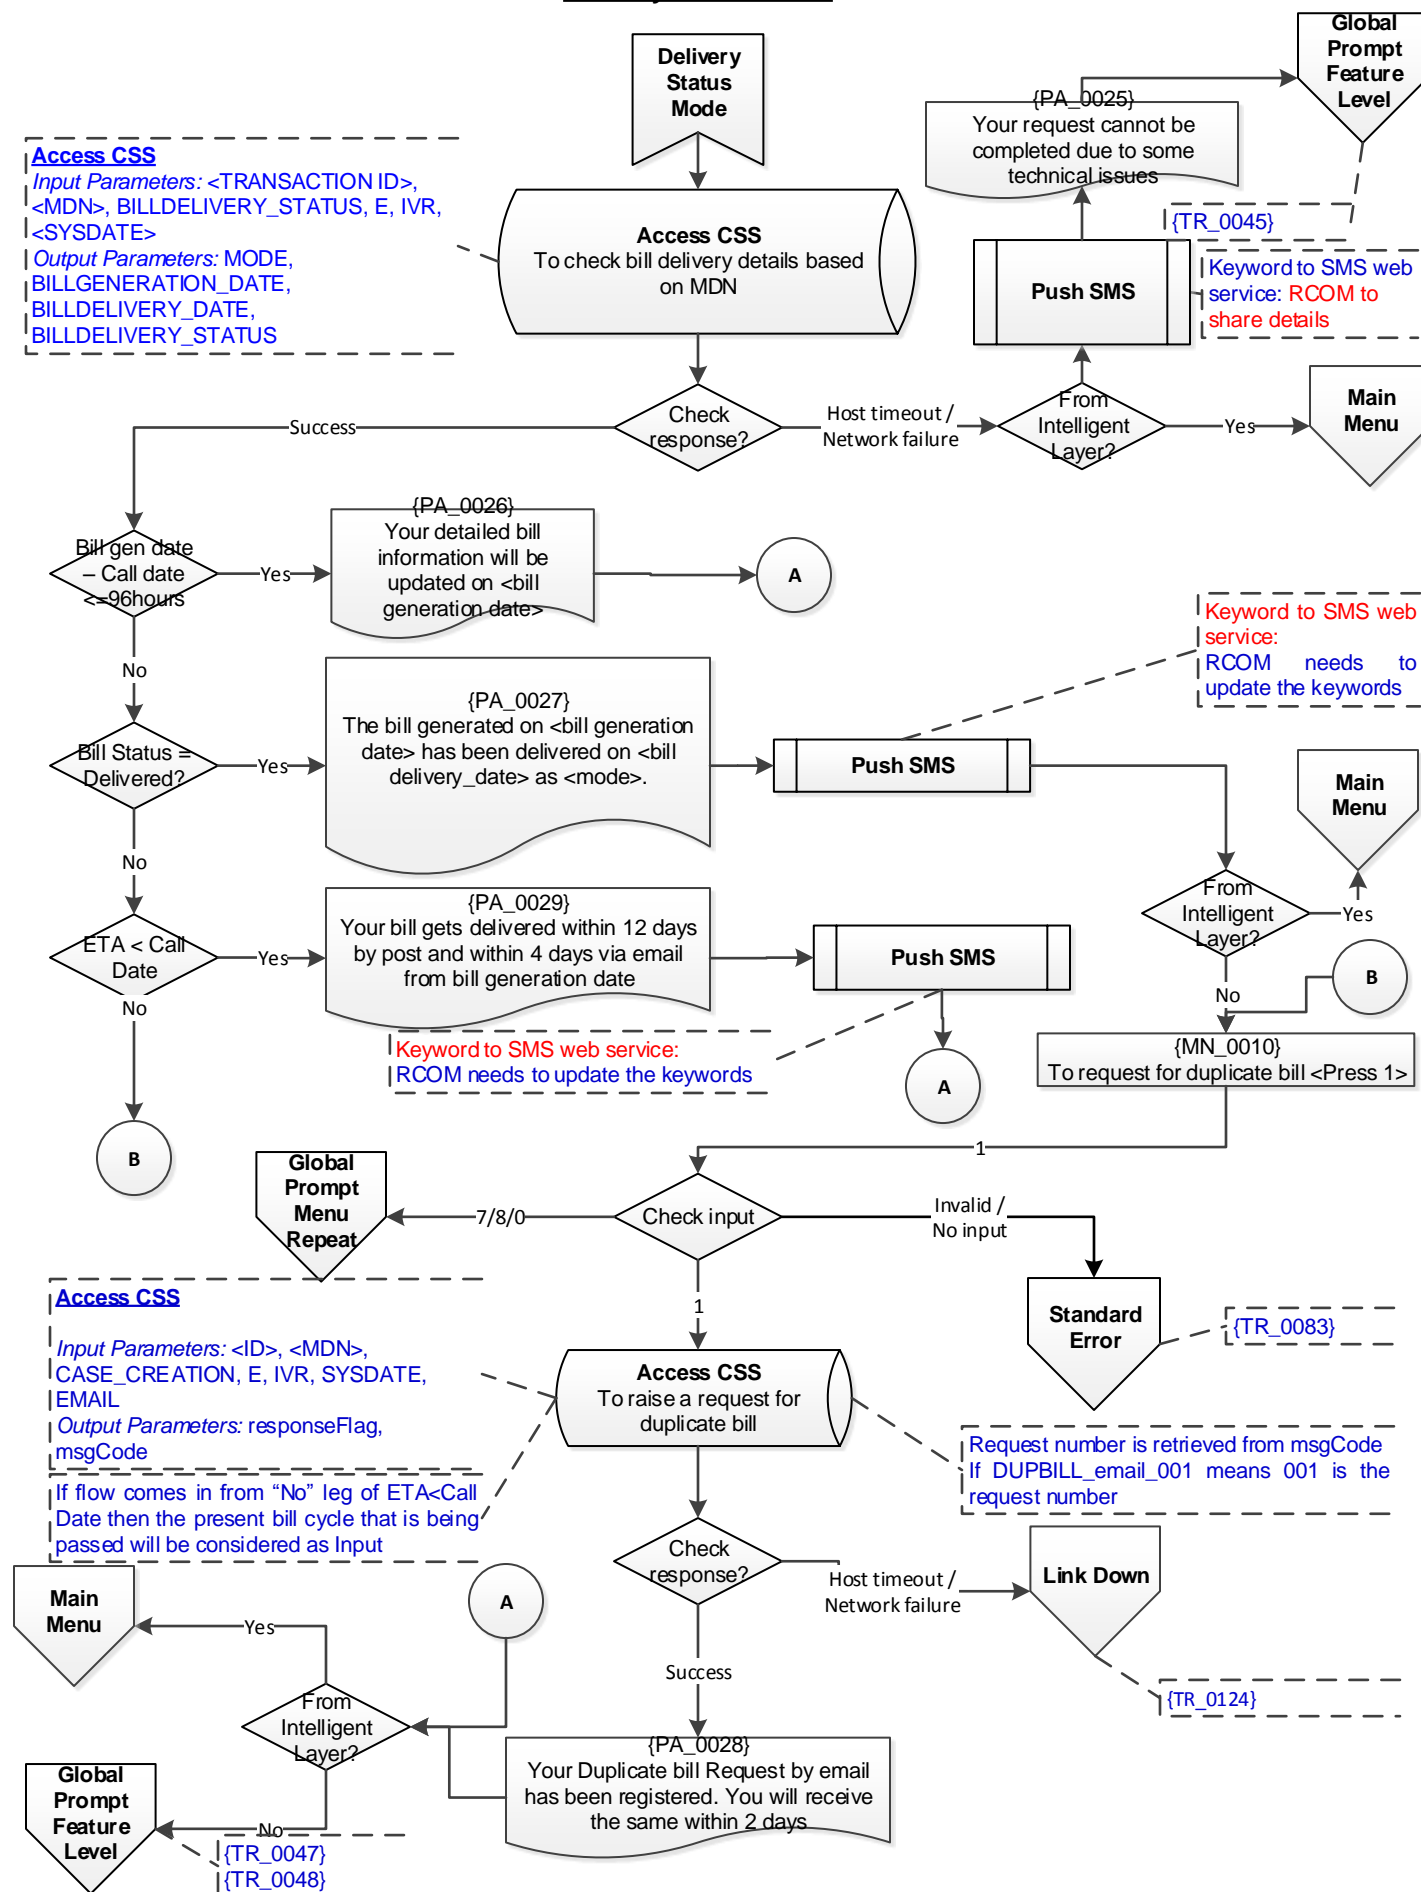 Delivery
Status
Mode
Global
Prompt
Feature
Level
{PA_0025}
Your request cannot be
completed due to some
technical issues
{TR_0045}
Access CSS
Input Parameters: <TRANSACTION ID>,
<MDN>, BILLDELIVERY_STATUS, E, IVR,
<SYSDATE>
Output Parameters: MODE,
BILLGENERATION_DATE,
BILLDELIVERY_DATE,
BILLDELIVERY_STATUS
Access CSS
To check bill delivery details based
on MDN
Push SMS
Keyword to SMS web
service: RCOM to
share details
Check
response?
Success
Host timeout /
Network failure
From
Intelligent
Layer?
Yes
Main
Menu
Bill gen date
– Call date
<=96hours
Yes
{PA_0026}
Your detailed bill
information will be
updated on <bill
generation date>
A
No
Keyword to SMS web
service:
RCOM needs to
update the keywords
Bill Status =
Delivered?
Yes
{PA_0027}
The bill generated on <bill generation
date> has been delivered on <bill
delivery_date> as <mode>.
Push SMS
Main
Menu
No
From
Intelligent
Layer?
Yes
ETA < Call
Date
Yes
{PA_0029}
Your bill gets delivered within 12 days
by post and within 4 days via email
from bill generation date
Push SMS
B
No
No
Keyword to SMS web service:
RCOM needs to update the keywords
A
{MN_0010}
To request for duplicate bill <Press 1>
B
1
Global
Prompt
Menu
Repeat
7/8/0
Check input
Invalid /
No input
1
Standard
Error
{TR_0083}
Access CSS
Input Parameters: <ID>, <MDN>,
CASE_CREATION, E, IVR, SYSDATE,
EMAIL
Output Parameters: responseFlag,
msgCode
Access CSS
To raise a request for
duplicate bill
Request number is retrieved from msgCode
If DUPBILL_email_001 means 001 is the
request number
If flow comes in from “No” leg of ETA<Call
Date then the present bill cycle that is being
passed will be considered as Input
Check
response?
Host timeout /
Network failure
Link Down
{TR_0124}
Main
Menu
Yes
A
Success
From
Intelligent
Layer?
{PA_0028}
Your Duplicate bill Request by email
has been registered. You will receive
the same within 2 days
Global
Prompt
Feature
Level
No
{TR_0047}
{TR_0048}